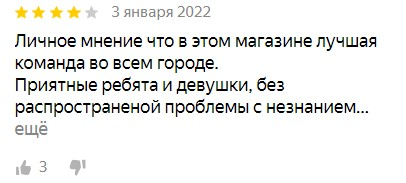 3 января 2022
Личное мнение что в этом магазине лучшая
команда во всем городе.
Приятные ребята и девушки, без
распространеной проблемы с незнанием...
ещё
3